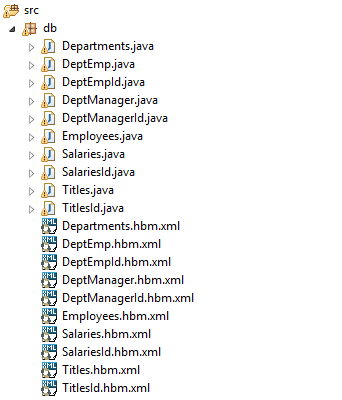 src
db
Departments.java
DeptEmp.java
DeptEmpId.java
DeptManager.java
DeptManagerId.java
Employees.java
Salaries.java
SalariesId.java
Titles.java
TitlesId.java
Departments.hbm.xml
DeptEmp.hbm.xml
DeptEmpId.hbm.xml
DeptManager.hbm.xml
DeptManagerId.hbm.xml
Employees.hbm.xml
Salaries.hbm.xml
SalariesId.hbm.xml
Titles.hbm.xml
TitlesId.hbm.xml